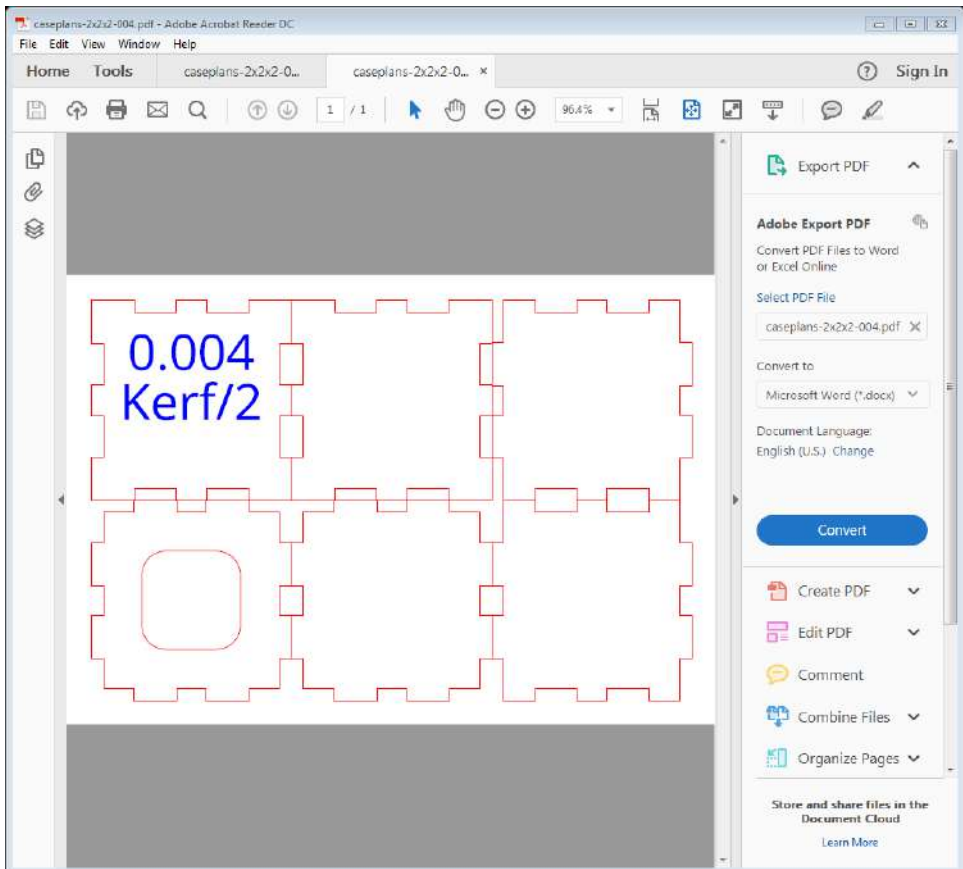 caseplans-2x2x2-004.pdf - Adobe Acrobat Reader DC
File Edit View Window Help
Home Tools caseplans-2x2x2-0... caseplans-2x2x2-0... × Sign In
1 / 1 96.4%
Export PDF
Adobe Export PDF
Convert PDF Files to Word
or Excel Online
Select PDF File
caseplans-2x2x2-004.pdf
Convert to
Microsoft Word (*.docx)
Document Language:
English (U.S.) Change
Convert
Create PDF
Edit PDF
Comment
Combine Files
Organize Pages
Store and share files in the
Document Cloud
Learn More
0.004
Kerf/2